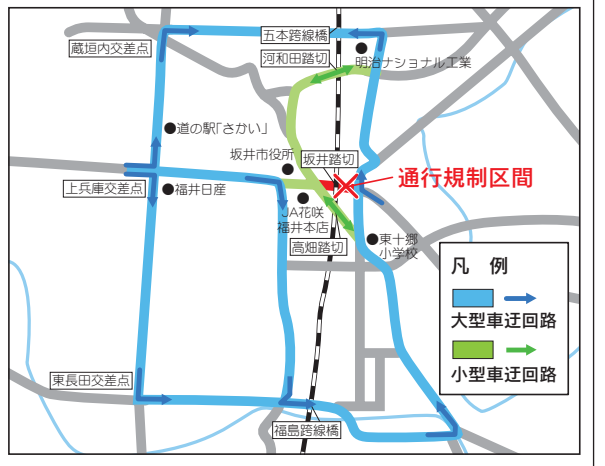 蔵垣内交差点
五本跨線橋
河和田踏切
明治ナショナル工業
道の駅「さかい」
坂井市役所
坂井踏切
通行規制区間
上兵庫交差点
福井日産
JA花咲
福井本店
高畑踏切
東十郷
小学校
凡 例
大型車迂回路
小型車迂回路
東長田交差点
福島跨線橋